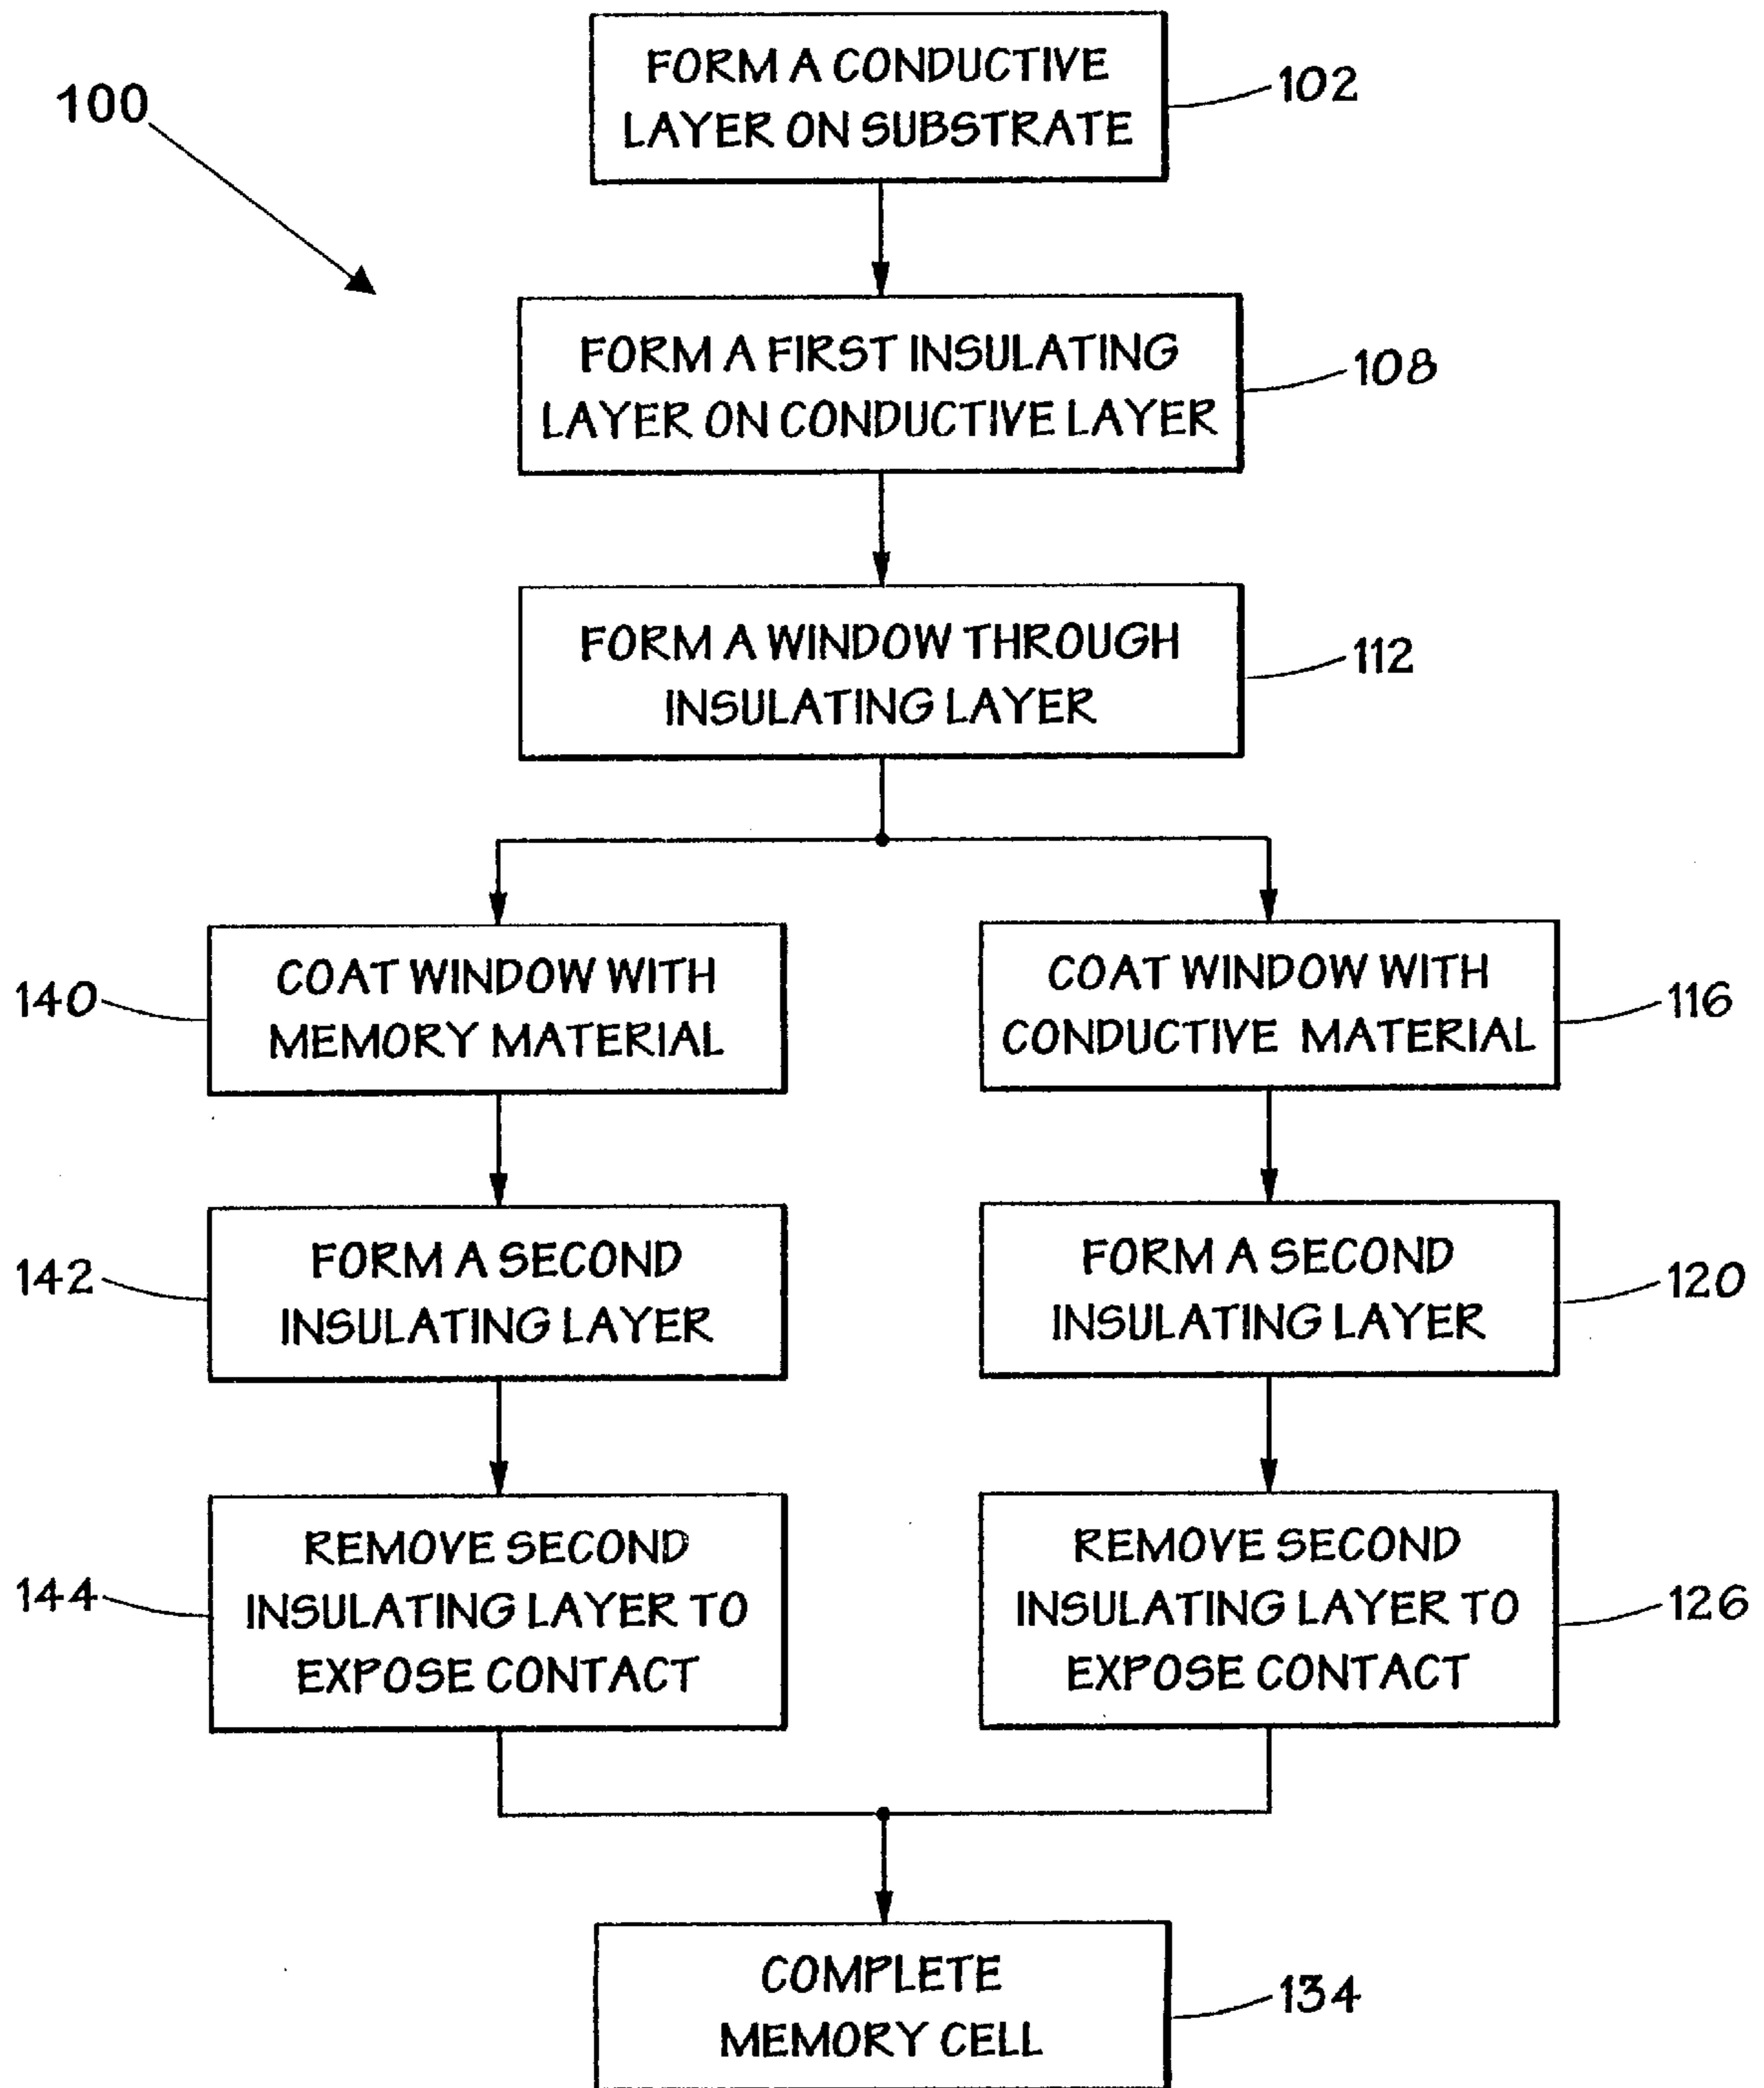 100
FORM A CONDUCTIVE
LAYER ON SUBSTRATE
102
FORM A FIRST INSULATING
LAYER ON CONDUCTIVE LAYER
108
FORM A WINDOW THROUGH
INSULATING LAYER
112
140
COAT WINDOW WITH
MEMORY MATERIAL
COAT WINDOW WITH
CONDUCTIVE MATERIAL
116
142
FORM A SECOND
INSULATING LAYER
FORM A SECOND
INSULATING LAYER
120
144
REMOVE SECOND
INSULATING LAYER TO
EXPOSE CONTACT
REMOVE SECOND
INSULATING LAYER TO
EXPOSE CONTACT
126
COMPLETE
MEMORY CELL
134